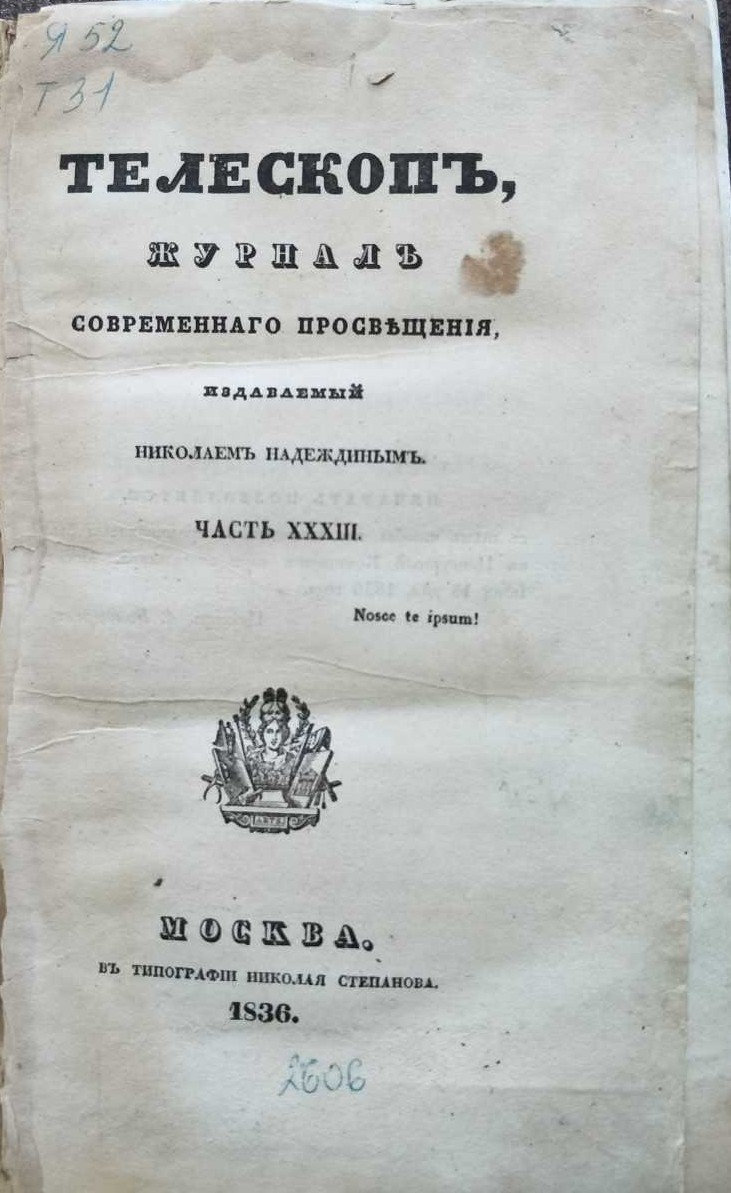 Я 52
Т 31
ТЕЛЕСКОПЪ,
ЖУРНАЛЪ
СОВРЕМЕННАГО ПРОСВѢЩЕНІЯ,
ИЗДАВАЕМЫЙ
НИКОЛАЕМЪ НАДЕЖДИНЫМЪ.
ЧАСТЬ XXXIII.
Nosce te ipsum!
МОСКВА.
ВЪ ТИПОГРАФІИ НИКОЛАЯ СТЕПАНОВА.
1836.
2606